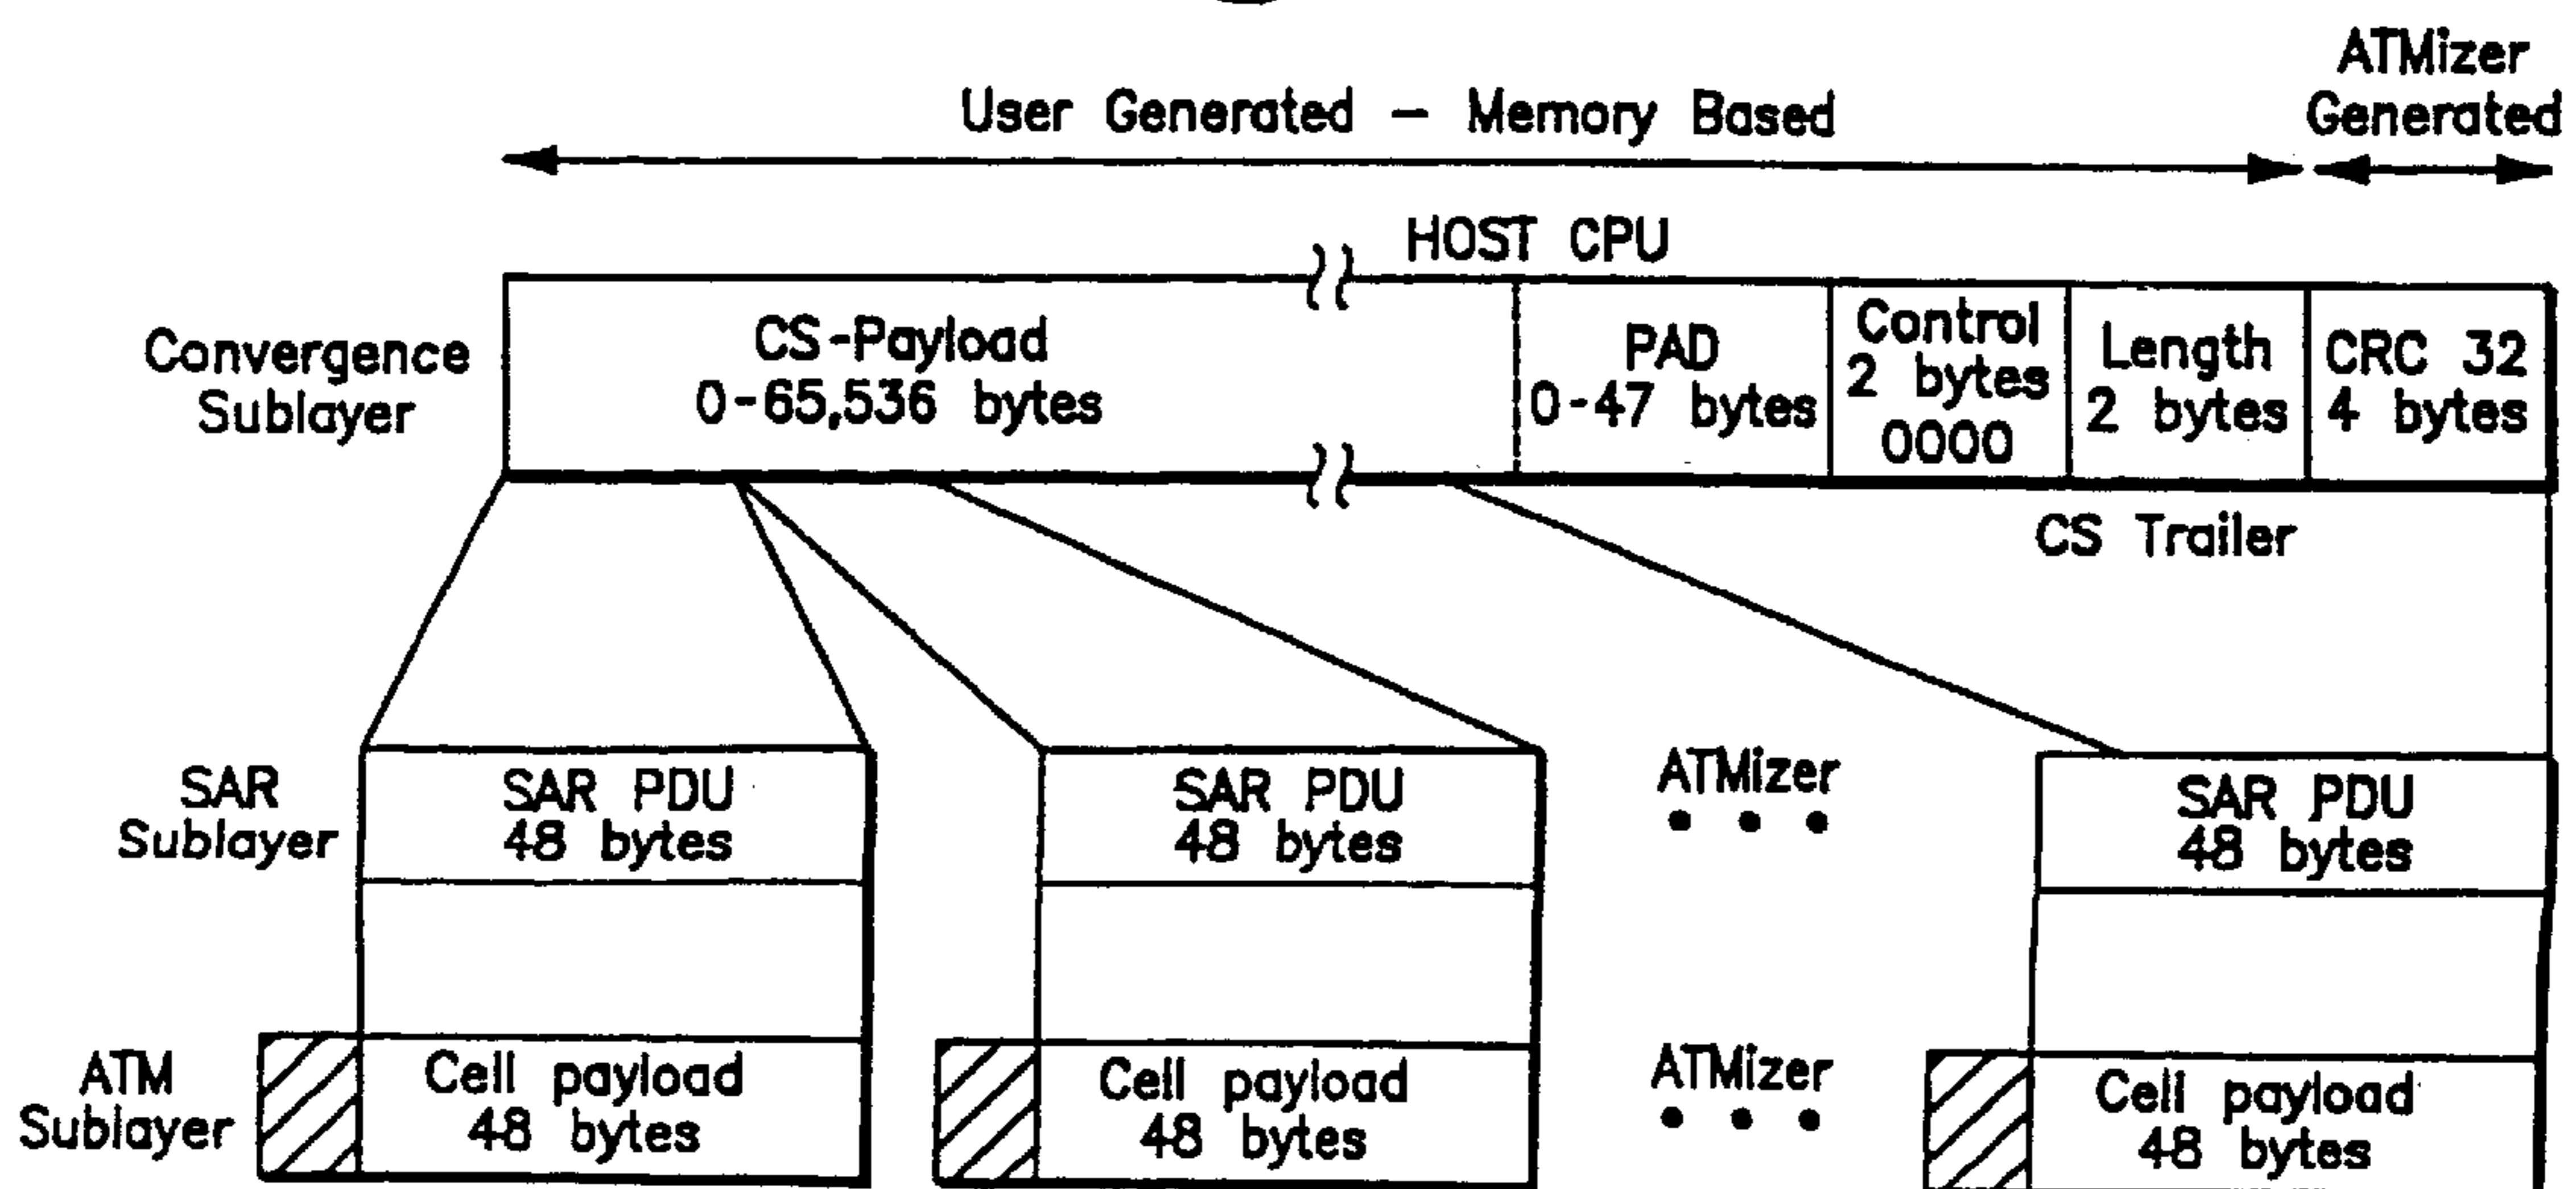 ATMizer
Generated
User Generated – Memory Based
HOST CPU
Convergence
Sublayer
CS-Payload
0-65,536 bytes
PAD
0-47 bytes
Control
2 bytes
0000
Length
2 bytes
CRC 32
4 bytes
CS Trailer
SAR
Sublayer
SAR PDU
48 bytes
SAR PDU
48 bytes
ATMizer
• • •
SAR PDU
48 bytes
ATM
Sublayer
Cell payload
48 bytes
Cell payload
48 bytes
ATMizer
• • •
Cell payload
48 bytes